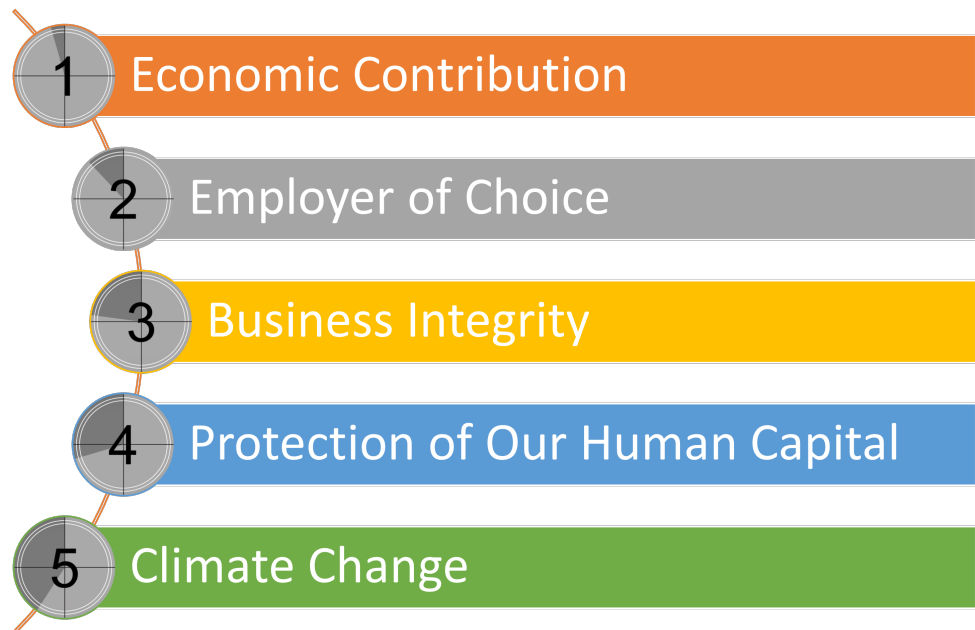 1 Economic Contribution
2 Employer of Choice
3 Business Integrity
4 Protection of Our Human Capital
5 Climate Change